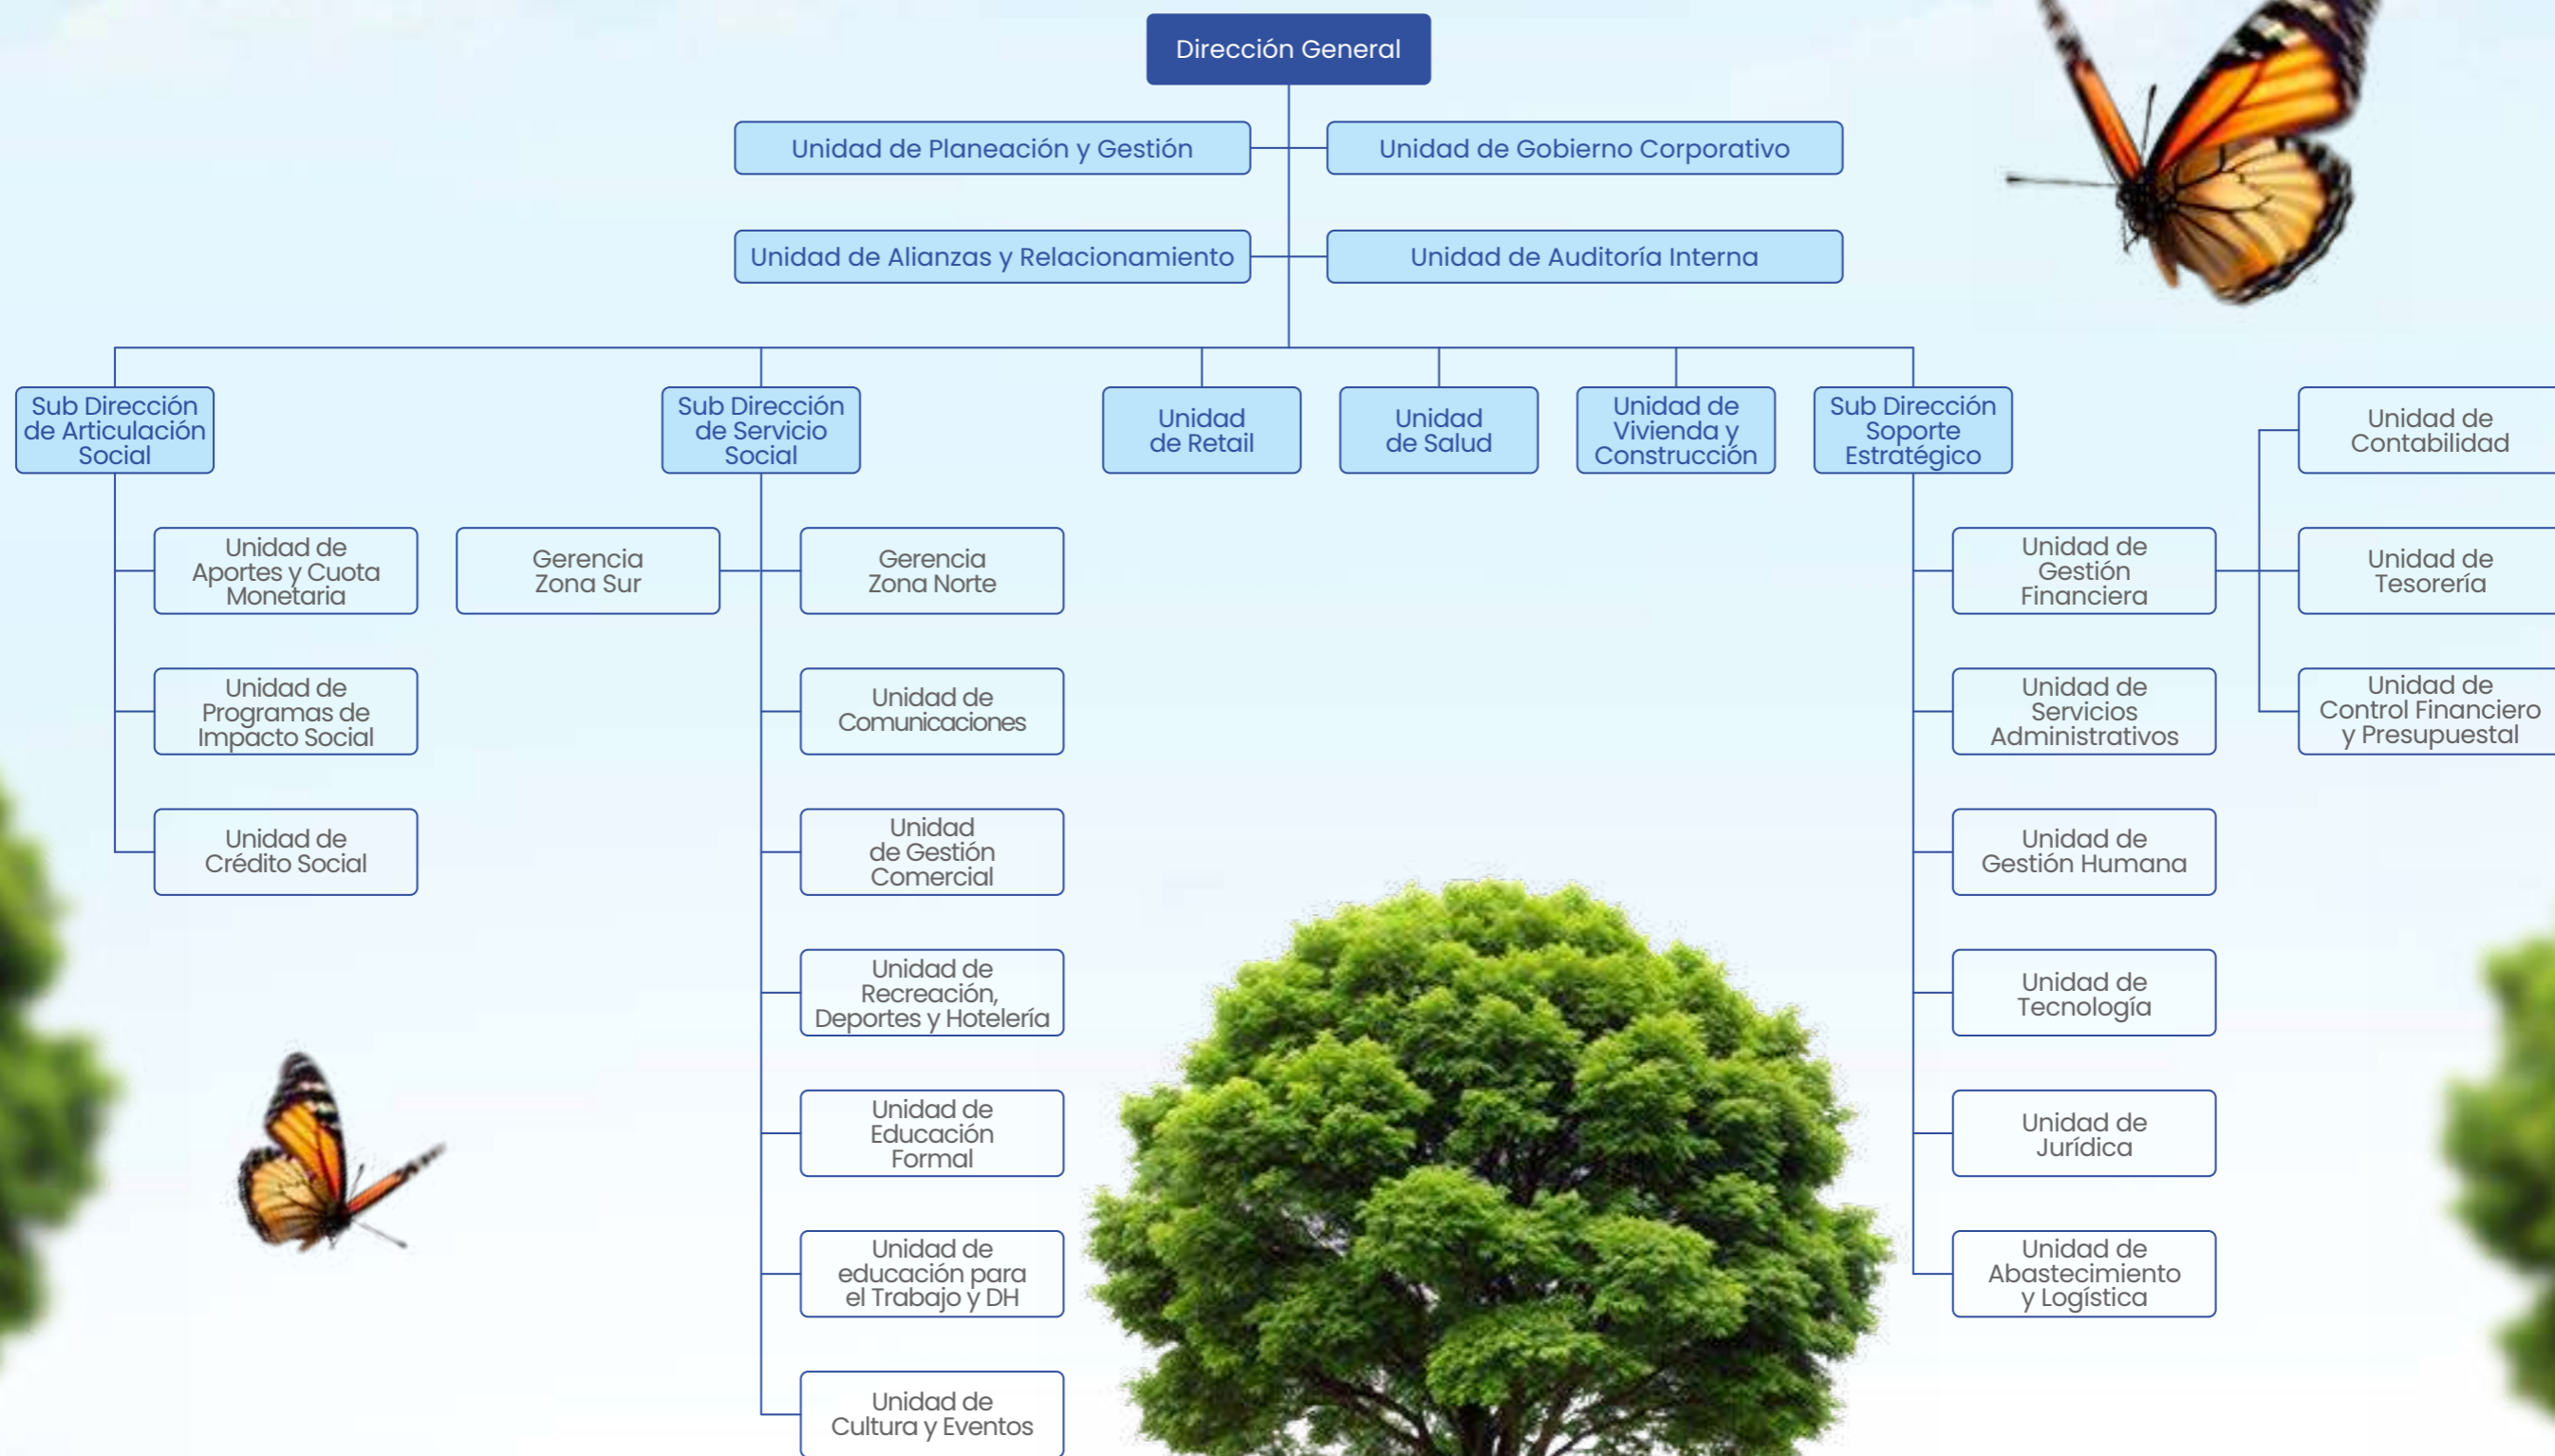 Dirección General
Unidad de Planeación y Gestión
Unidad de Gobierno Corporativo
Unidad de Alianzas y Relacionamiento
Unidad de Auditoría Interna
Sub Dirección
de Articulación
Social
Sub Dirección
de Servicio
Social
Unidad
de Retail
Unidad
de Salud
Unidad de
Vivienda y
Construcción
Sub Dirección
Soporte
Estratégico
Unidad de
Contabilidad
Unidad de
Aportes y Cuota
Monetaria
Gerencia
Zona Sur
Gerencia
Zona Norte
Unidad de
Gestión
Financiera
Unidad de
Tesorería
Unidad de
Programas de
Impacto Social
Unidad de
Comunicaciones
Unidad de
Servicios
Administrativos
Unidad de
Control Financiero
y Presupuestal
Unidad de
Crédito Social
Unidad
de Gestión
Comercial
Unidad de
Gestión Humana
Unidad de
Recreación,
Deportes y Hotelería
Unidad de
Tecnología
Unidad de
Educación
Formal
Unidad de
Jurídica
Unidad de
educación para
el Trabajo y DH
Unidad de
Abastecimiento
y Logística
Unidad de
Cultura y Eventos